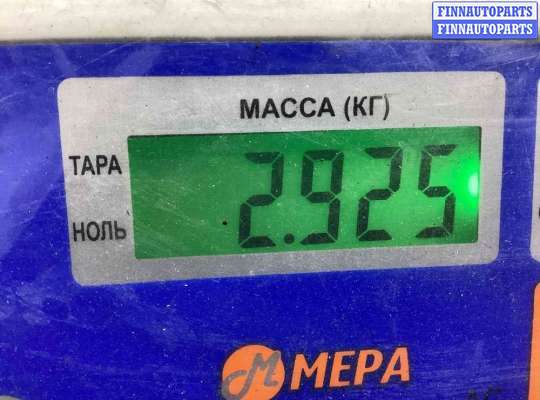 FINNAUTOPARTS
FINNAUTOPARTS
МАССА (КГ)
ТАРА
2.925
НОЛЬ
МЕРА